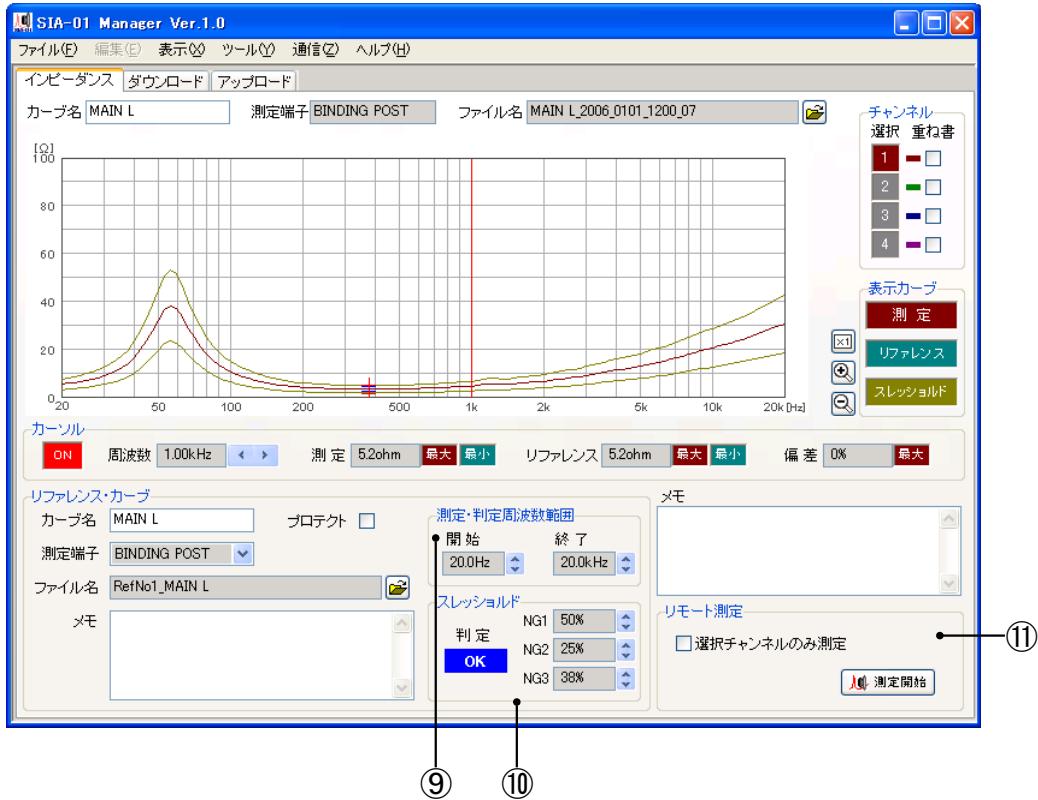 SIA-01 Manager Ver.1.0
ファイル(F) 編集(E) 表示(X) ツール(Y) 通信(Z) ヘルプ(H)
インピーダンス ダウンロード アップロード
カーブ名 MAIN L 測定端子 BINDING POST ファイル名 MAIN L_2006_0101_1200_07
チャンネル
選択 重ね書
1
2
3
4
[Ω]
100
80
60
40
20
0
20 50 100 200 500 1k 2k 5k 10k 20k [Hz]
×1
表示カーブ
測 定
リファレンス
スレッショルド
カーソル
ON 周波数 1.00kHz 測 定 5.2ohm 最大 最小 リファレンス 5.2ohm 最大 最小 偏 差 0% 最大
リファレンス・カーブ
カーブ名 MAIN L プロテクト
測定端子 BINDING POST
ファイル名 RefNo1_MAIN L
メモ
測定・判定周波数範囲
開 始 終 了
20.0Hz 20.0kHz
スレッショルド
判 定
OK
NG1 50%
NG2 25%
NG3 38%
メモ
リモート測定
選択チャンネルのみ測定
測定開始
⑨
⑩
⑪